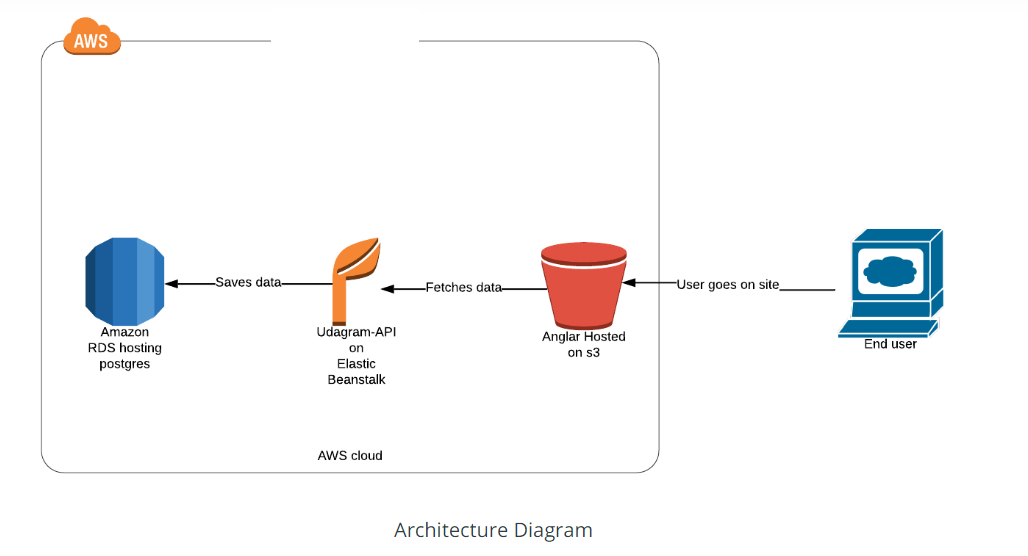 AWS
Saves data
Fetches data
User goes on site
Amazon
RDS hosting
postgres
Udagram-API
on
Elastic
Beanstalk
Anglar Hosted
on s3
End user
AWS cloud
Architecture Diagram